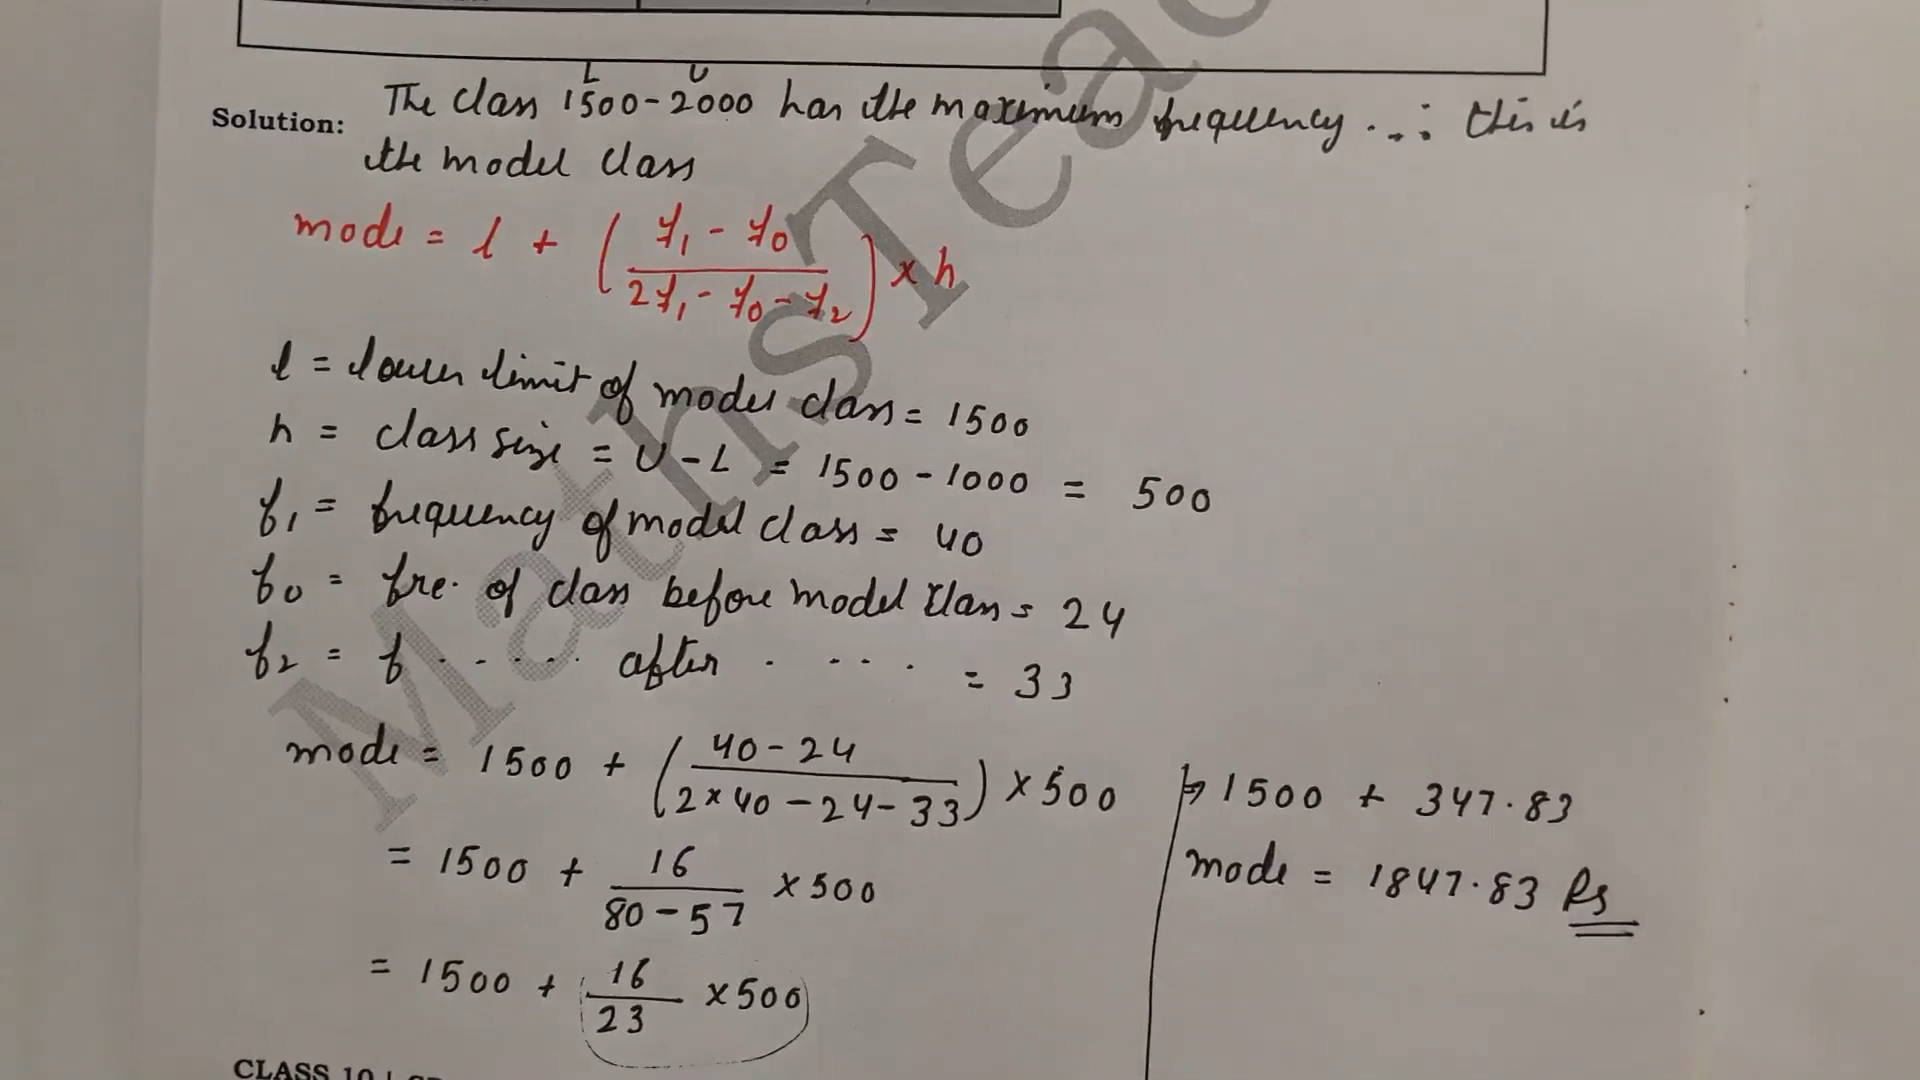 L U
Solution: The class 1500-2000 has the maximum frequency. ∴ this is
the model class
mode = l + (f₁ - f₀ / 2f₁ - f₀ - f₂) × h
l = lower limit of model class = 1500
h = class size = U - L = 1500 - 1000 = 500
f₁ = frequency of model class = 40
f₀ = fre. of class before model class = 24
f₂ = f ..... after .... = 33
mode = 1500 + (40 - 24 / 2 × 40 - 24 - 33) × 500
= 1500 + 16 / 80 - 57 × 500
= 1500 + 16 / 23 × 500
↦ 1500 + 347.83
mode = 1847.83 Rs
CLASS 10 |
MathsTeac